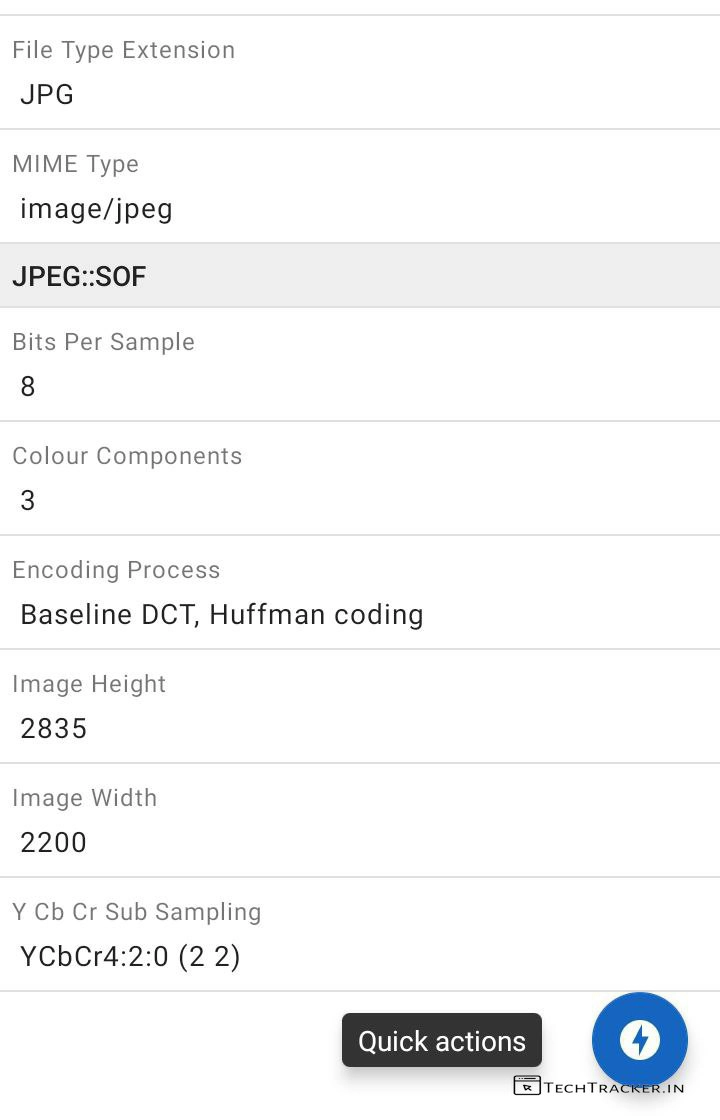 File Type Extension
JPG
MIME Type
image/jpeg
JPEG::SOF
Bits Per Sample
8
Colour Components
3
Encoding Process
Baseline DCT, Huffman coding
Image Height
2835
Image Width
2200
Y Cb Cr Sub Sampling
YCbCr4:2:0 (2 2)
Quick actions
TECHTRACKER.IN